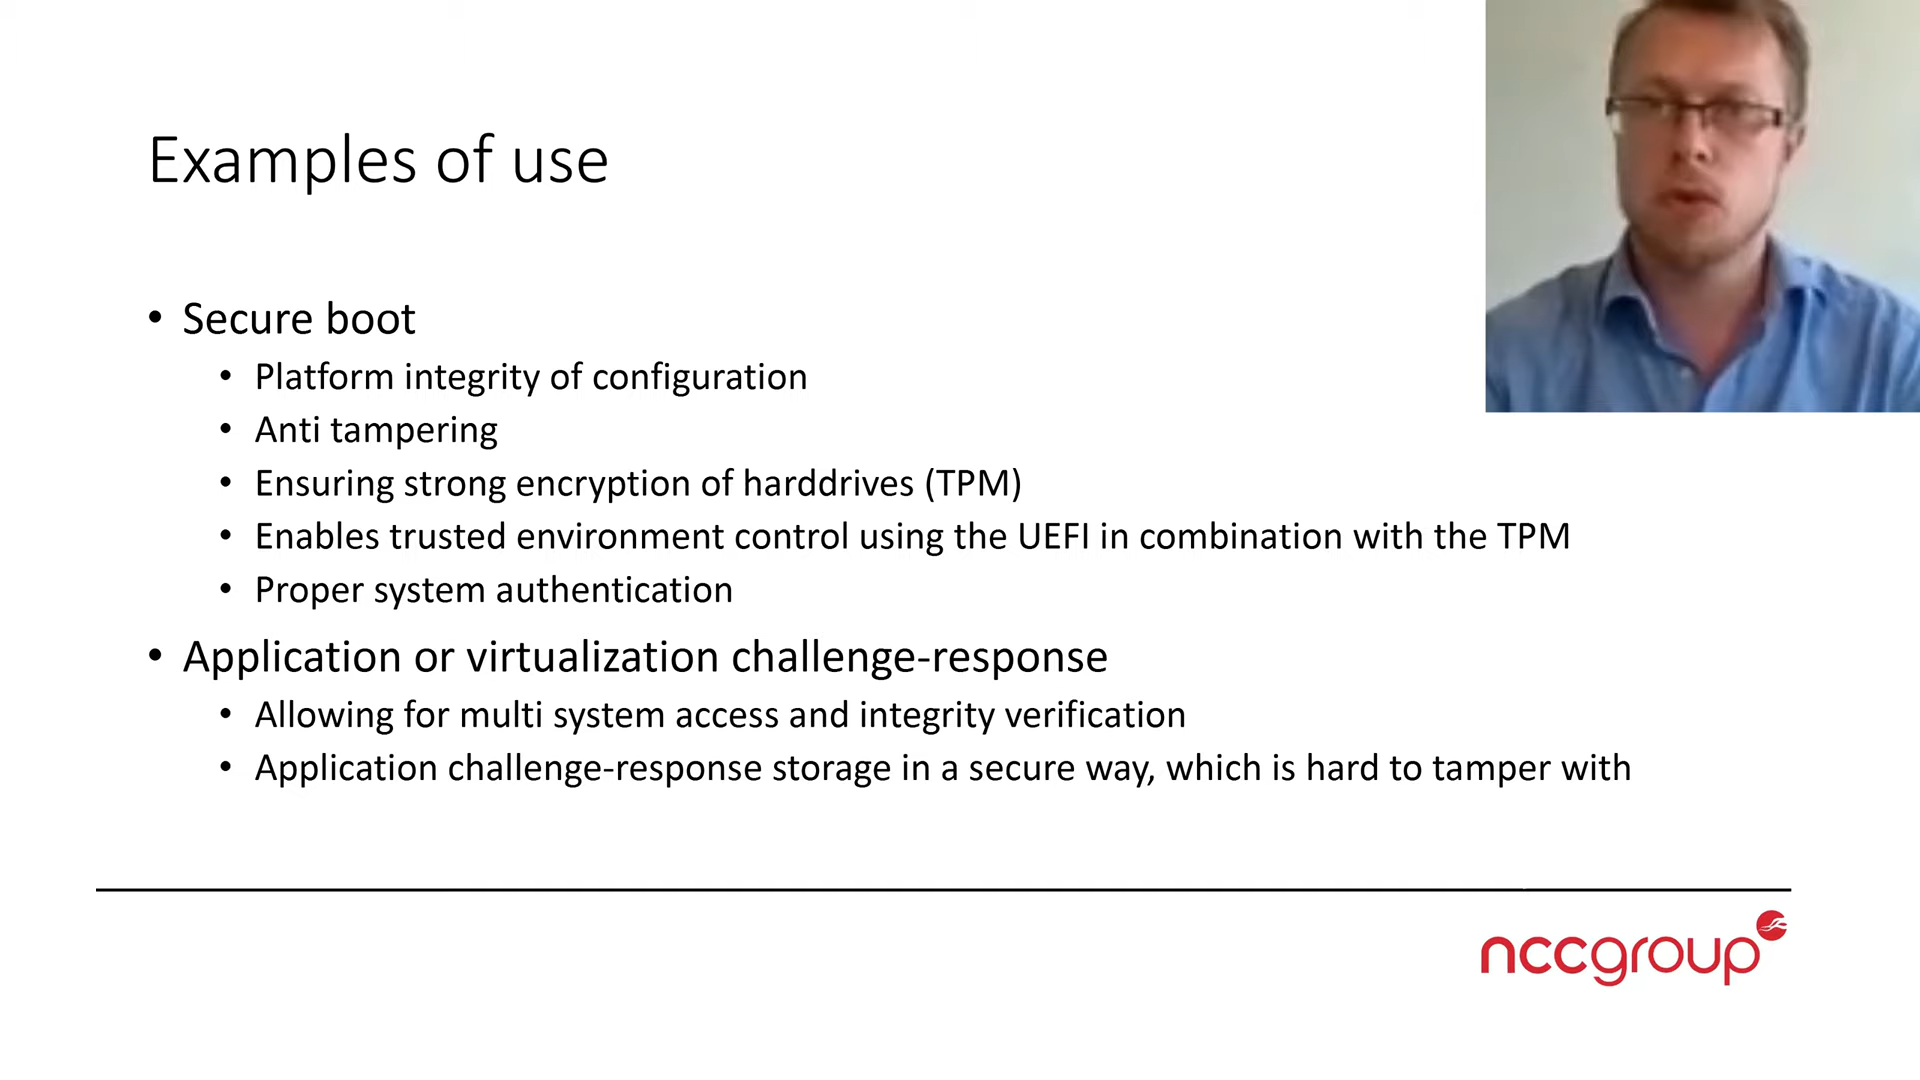 Examples of use
• Secure boot
• Platform integrity of configuration
• Anti tampering
• Ensuring strong encryption of harddrives (TPM)
• Enables trusted environment control using the UEFI in combination with the TPM
• Proper system authentication
• Application or virtualization challenge-response
• Allowing for multi system access and integrity verification
• Application challenge-response storage in a secure way, which is hard to tamper with
nccgroup